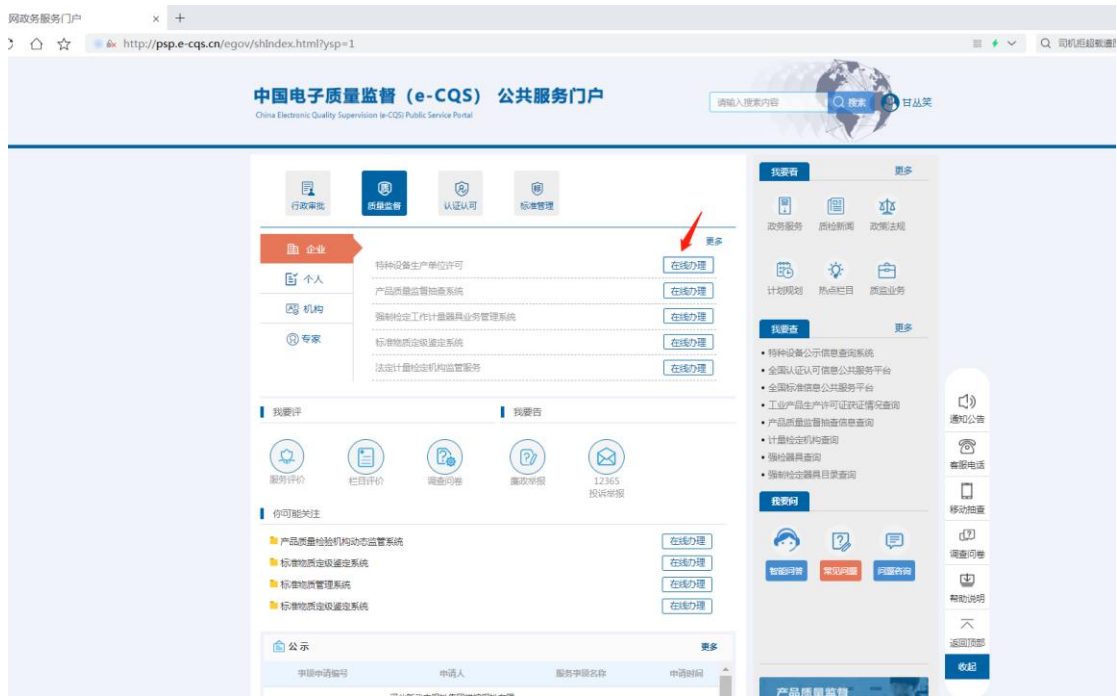 网政务服务门户 × +
http://psp.e-cqs.cn/egov/shIndex.html?ysp=1
中国电子质量监督（e-CQS） 公共服务门户
China Electronic Quality Supervision (e-CQS) Public Service Portal
请输入搜素内容
搜素
甘丛笑
行政审批
质量监督
认证认可
标准管理
更多
企业
个人
机构
专家
特种设备生产单位许可 在线办理
产品质量监督抽查系统 在线办理
强制检定工作计量器具业务管理系统 在线办理
标准物质定级鉴定系统 在线办理
法定计量检定机构监管服务 在线办理
我要评
我要告
服务评价
栏目评价
调查问卷
廉政举报
12365
投诉举报
你可能关注
产品质量检验机构动态监管系统 在线办理
标准物质定级鉴定系统 在线办理
标准物质管理系统 在线办理
标准物质定级鉴定系统 在线办理
公示 更多
事项申请编号 申请人 服务事项名称 申请时间
我要看 更多
政务服务
质检新闻
政策法规
计划规划
热点栏目
质监业务
我要查 更多
• 特种设备公示信息查询系统
• 全国认证认可信息公共服务平台
• 全国标准信息公共服务平台
• 工业产品生产许可证获证情况查询
• 产品质量监督抽查信息查询
• 计量检定机构查询
• 强检器具查询
• 强制检定器具目录查询
我要问
智能问答
常见问题
问题咨询
产品质量监督
通知公告
客服电话
移动抽查
调查问卷
帮助说明
返回顶部
收起